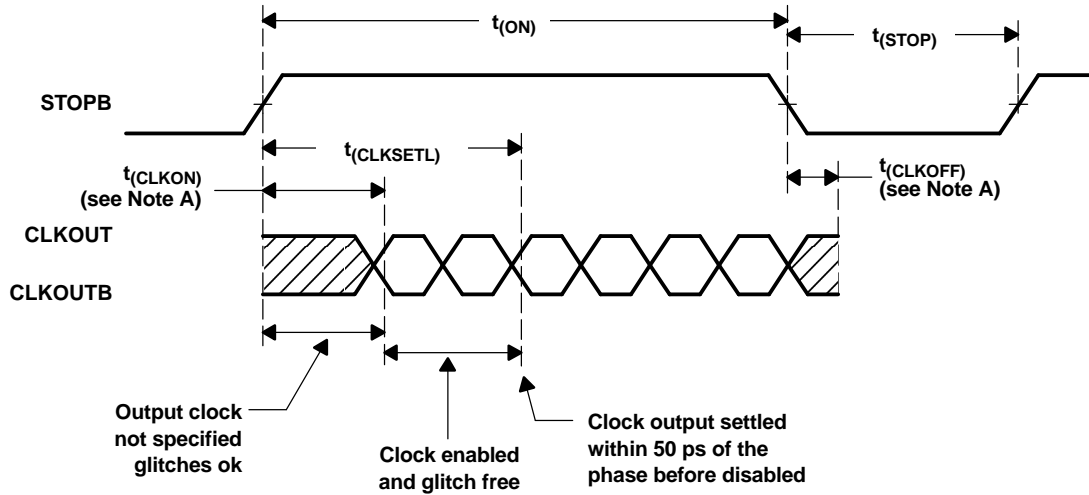 t(ON)
t(STOP)
STOPB
t(CLKSETL)
t(CLKON)
(see Note A)
t(CLKOFF)
(see Note A)
CLKOUT
CLKOUTB
Output clock
not specified
glitches ok
Clock enabled
and glitch free
Clock output settled
within 50 ps of the
phase before disabled